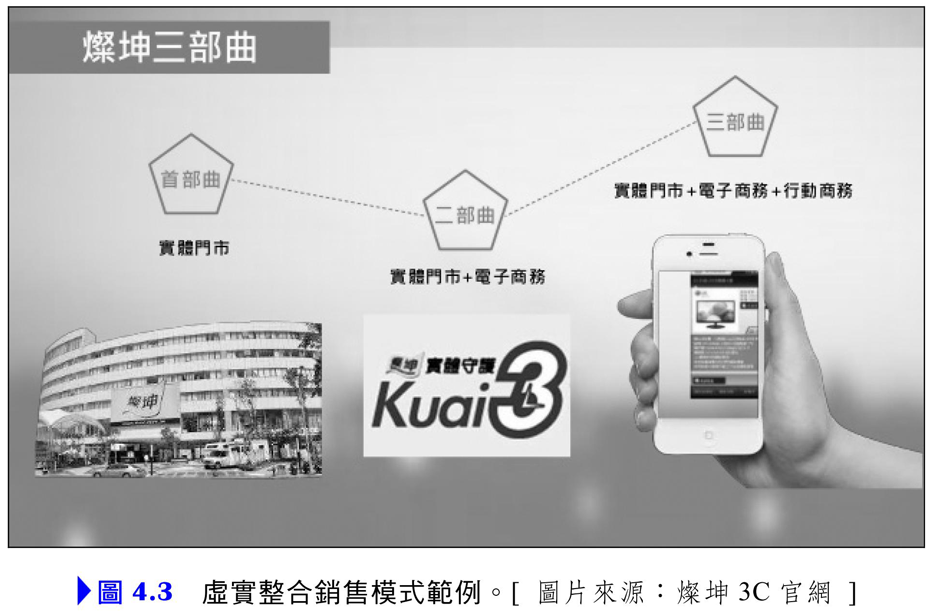 燦坤三部曲
首部曲
實體門市
二部曲
實體門市+電子商務
三部曲
實體門市+電子商務+行動商務
燦坤
燦坤 實體守護
Kuai3
圖 4.3 虛實整合銷售模式範例。[ 圖片來源：燦坤 3C 官網 ]